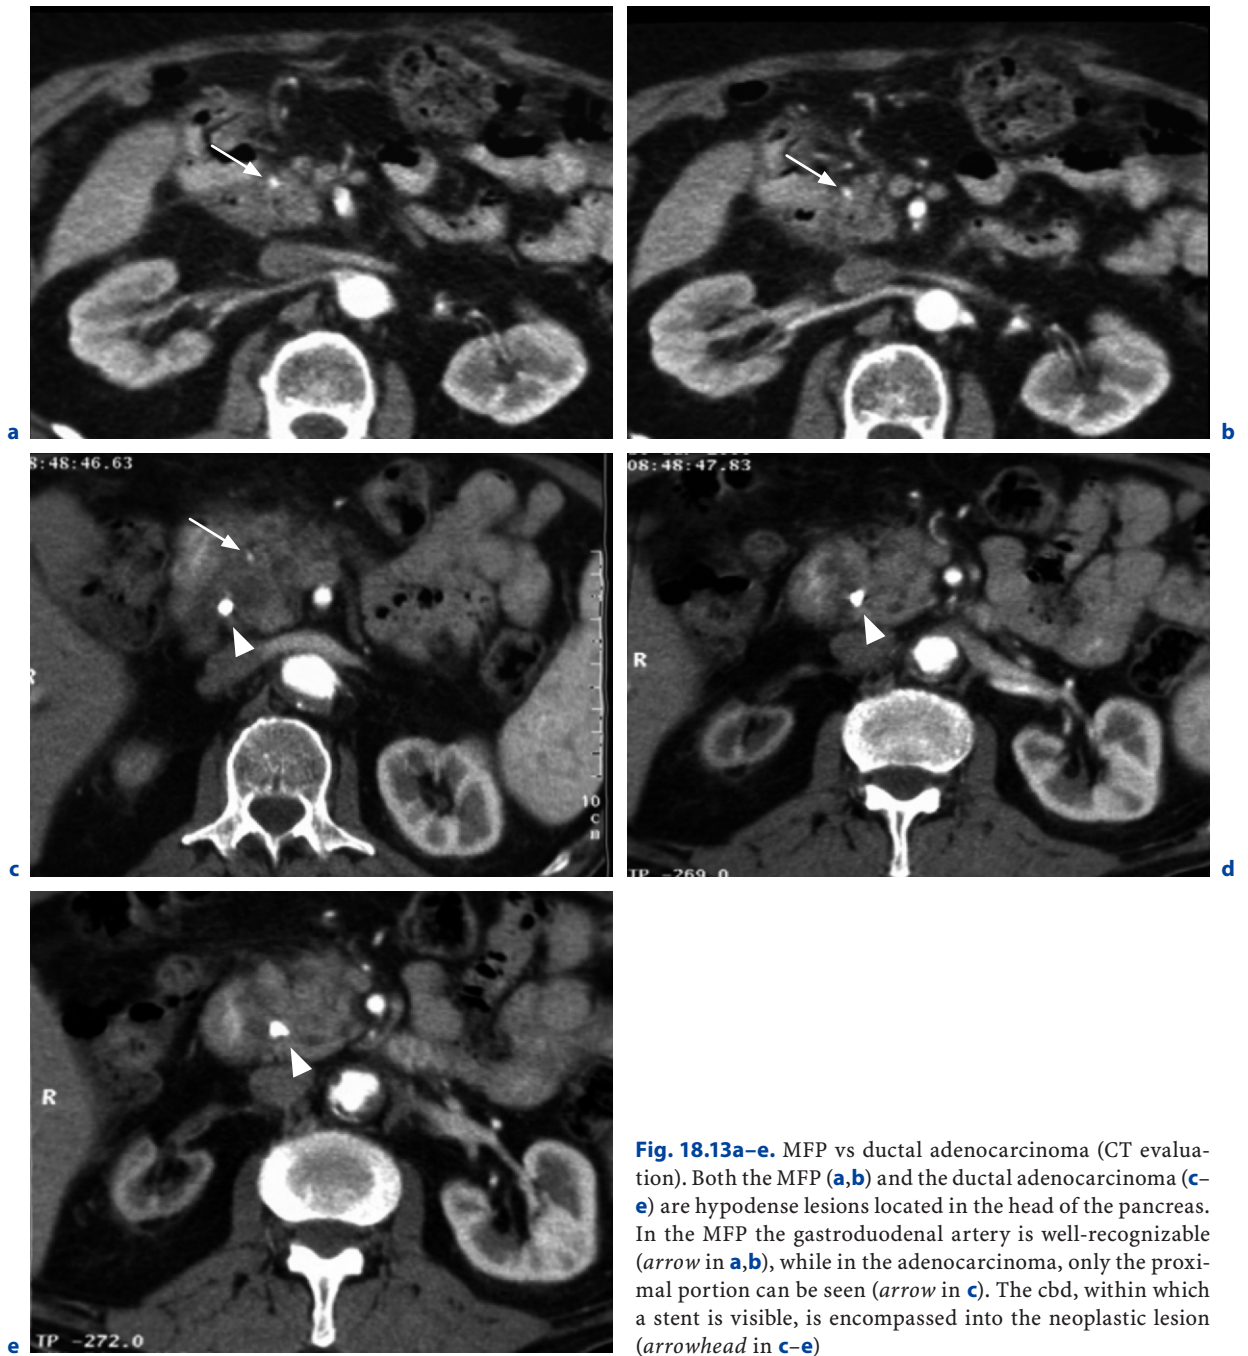 a
b
8:48:46.63
R
10
c
m
c
08:48:47.83
R
TP -269.0
d
R
TP -272.0
e
Fig. 18.13a–e. MFP vs ductal adenocarcinoma (CT evalua-
tion). Both the MFP (a,b) and the ductal adenocarcinoma (c–
e) are hypodense lesions located in the head of the pancreas.
In the MFP the gastroduodenal artery is well-recognizable
(arrow in a,b), while in the adenocarcinoma, only the proxi-
mal portion can be seen (arrow in c). The cbd, within which
a stent is visible, is encompassed into the neoplastic lesion
(arrowhead in c–e)